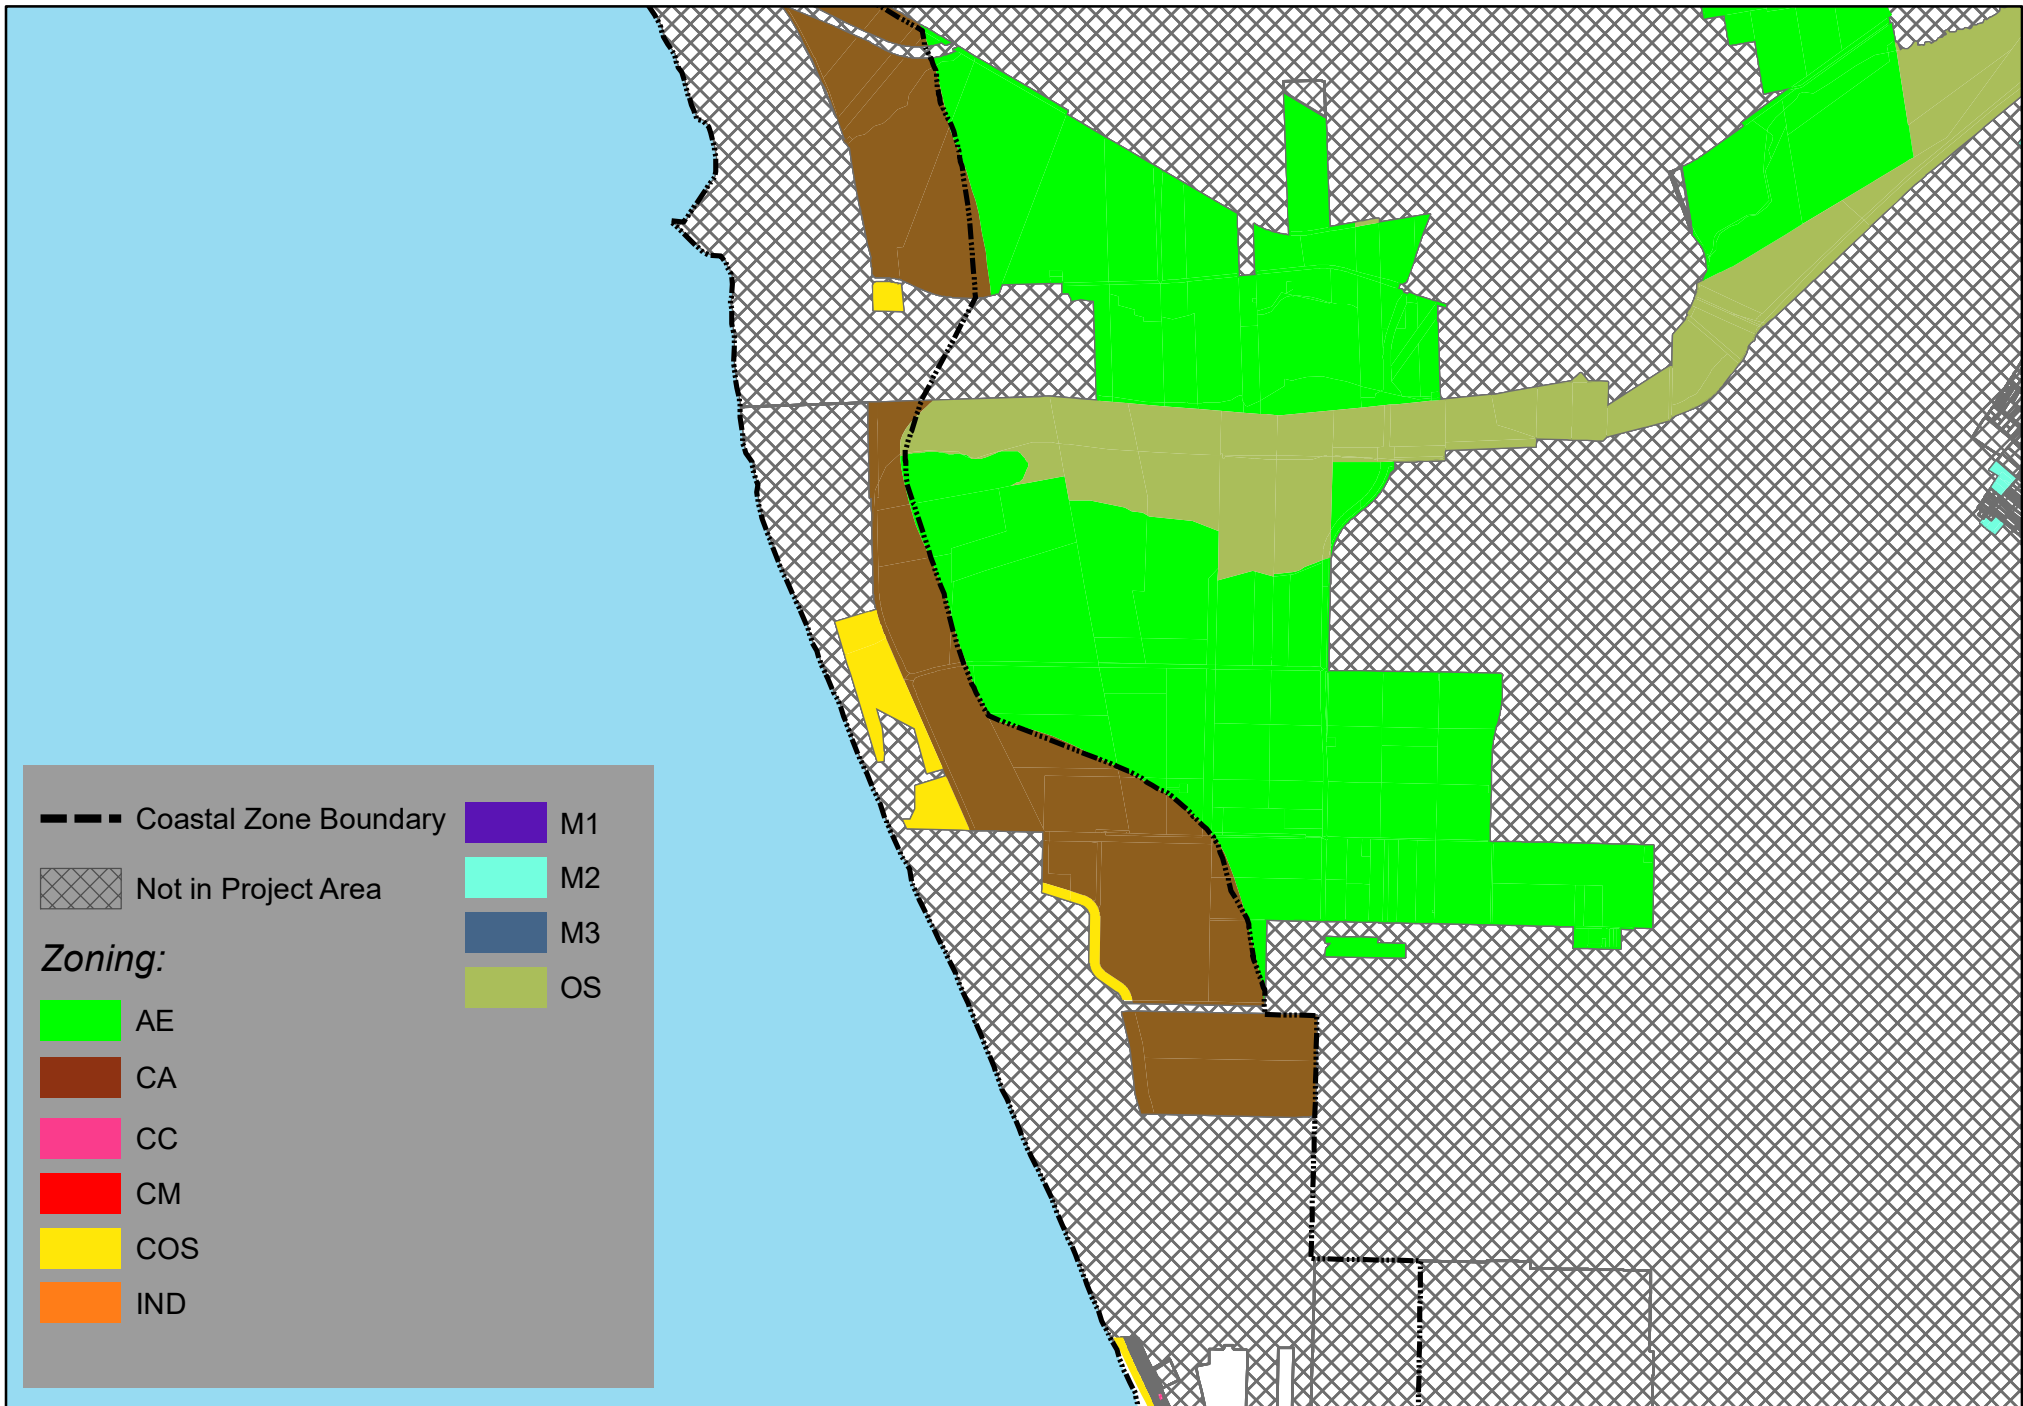 Coastal Zone Boundary
Not in Project Area
Zoning:
AE
CA
CC
CM
COS
IND
M1
M2
M3
OS